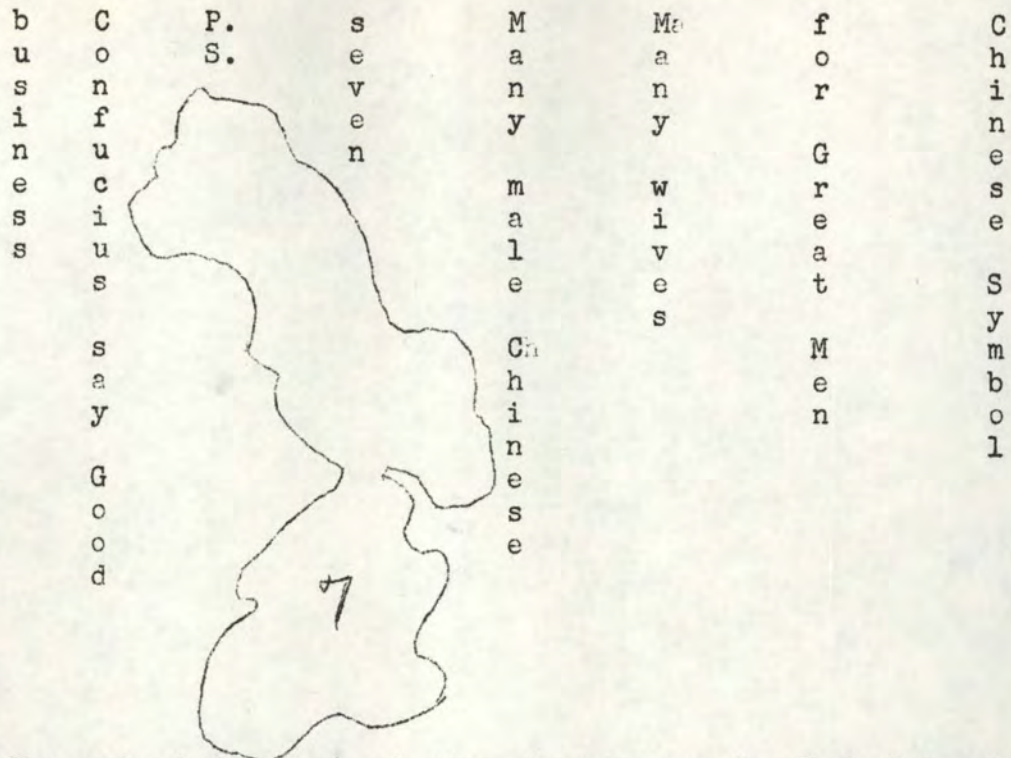 Chinese Symbol
for Great Men
Many wives
Many male Chinese
seven
P.S.
Confucius say Good
business
7